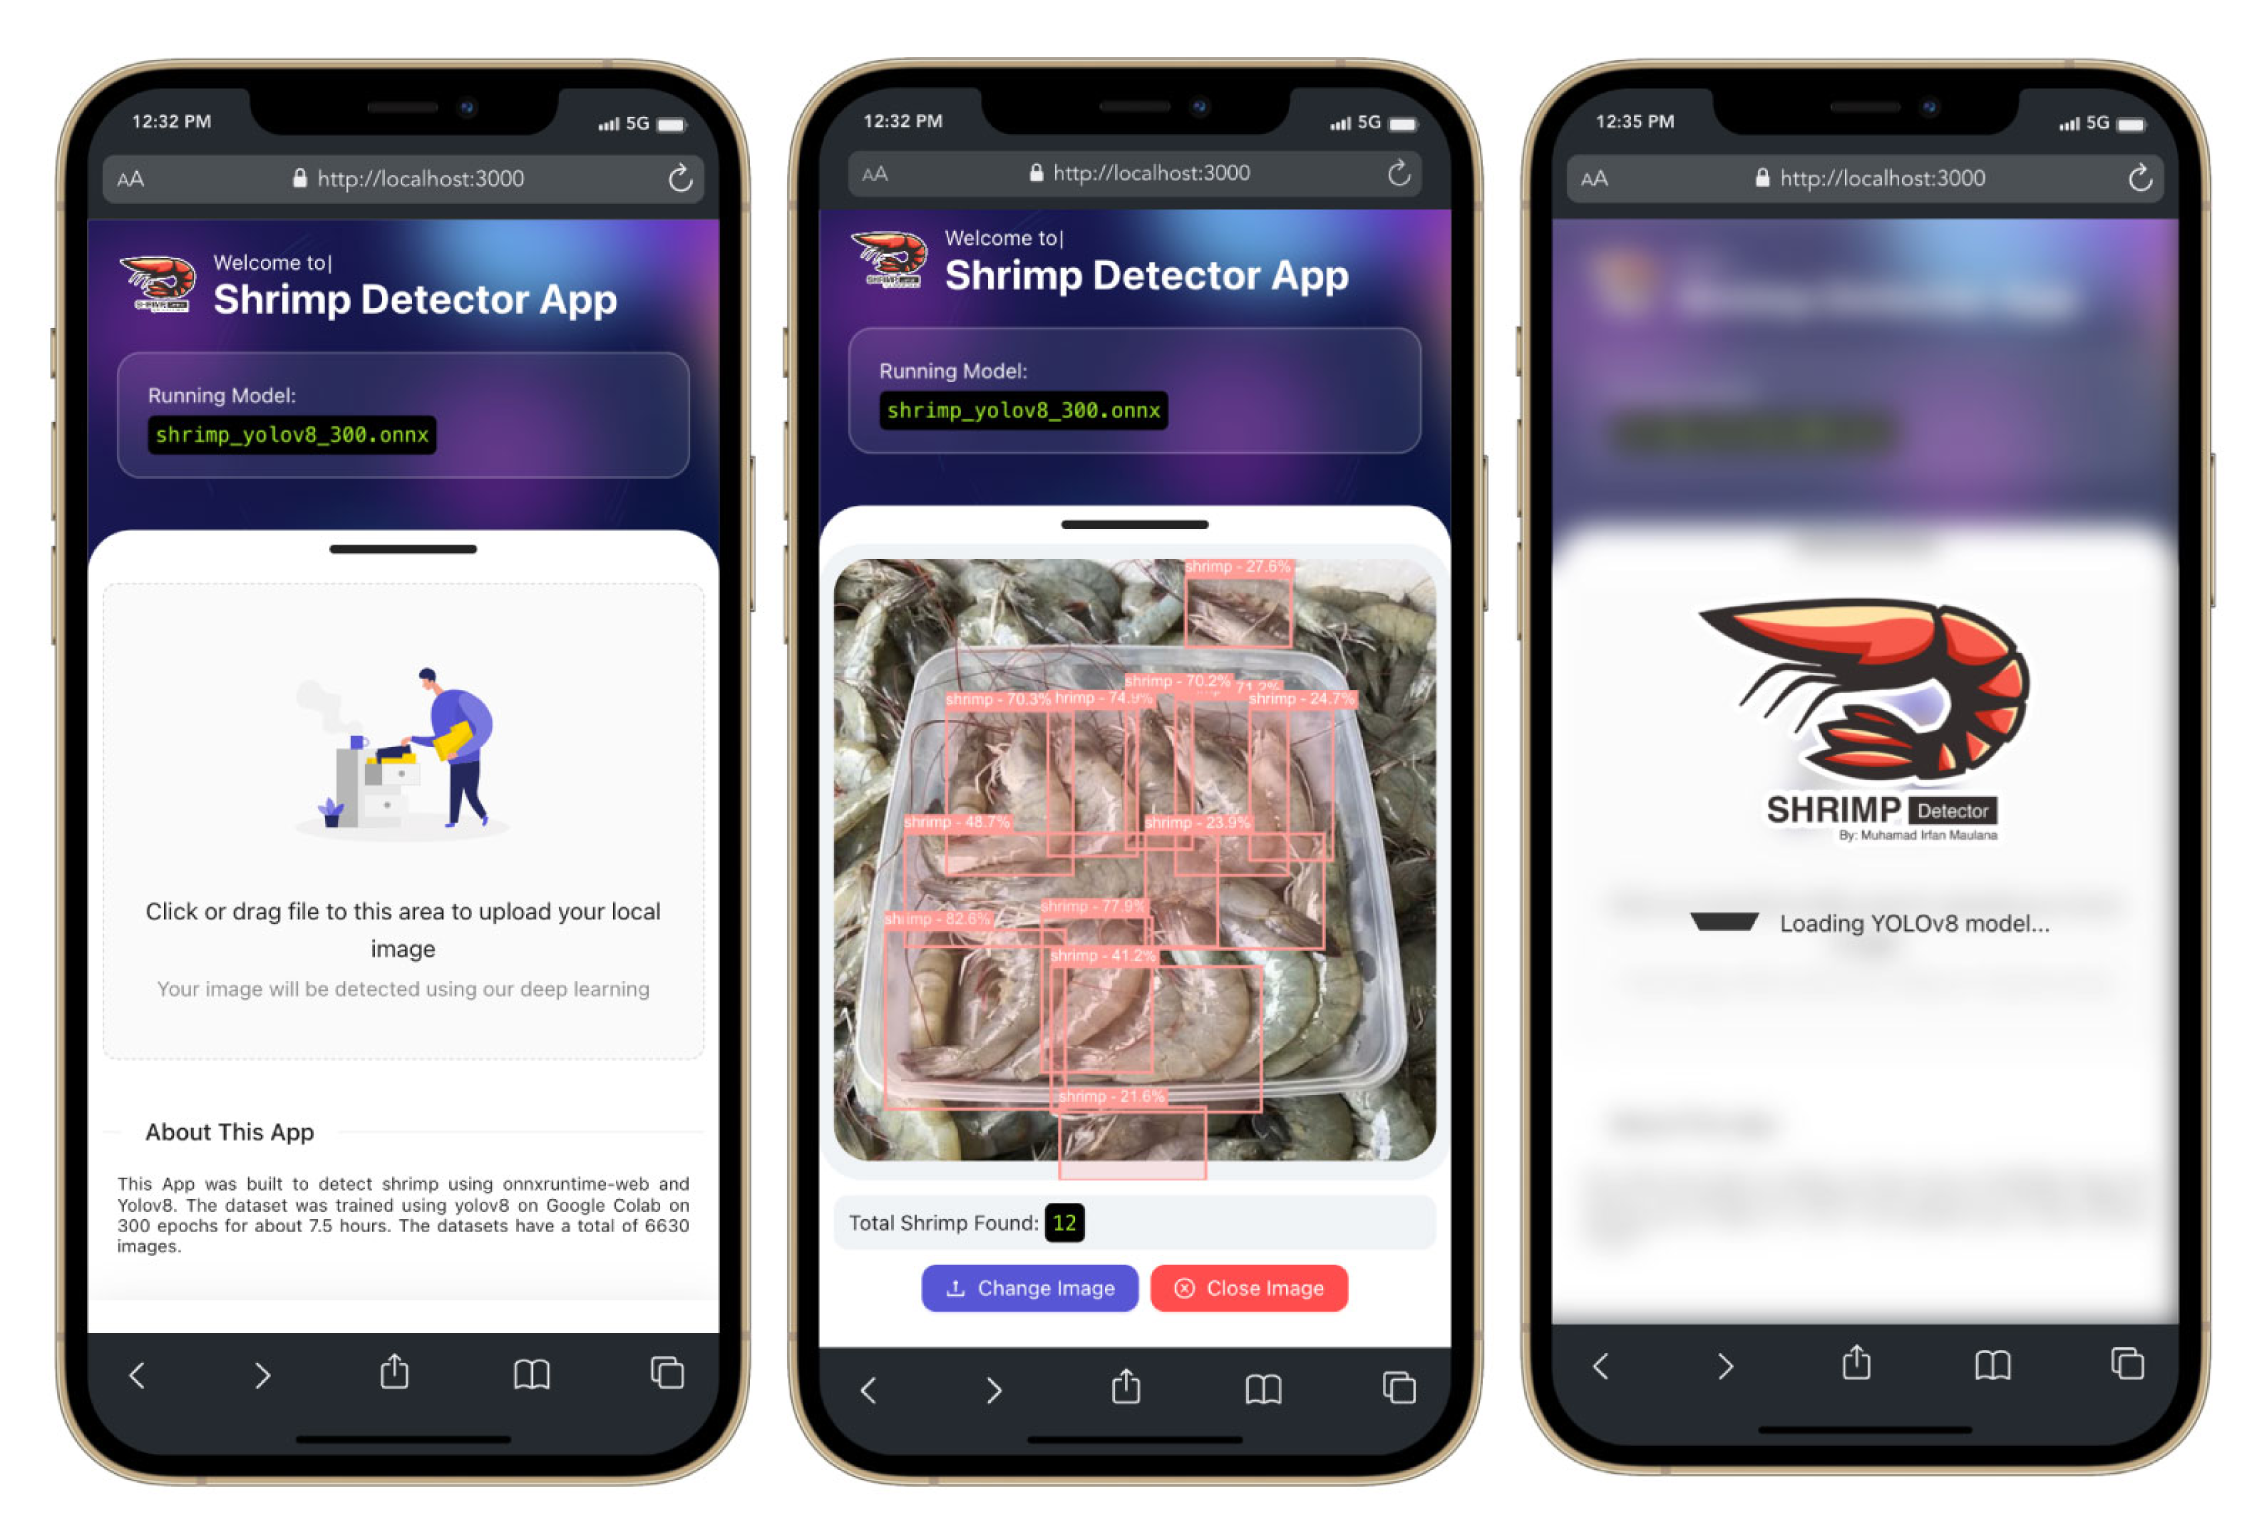 12:32 PM
5G
AA
http://localhost:3000
Welcome to|
Shrimp Detector App
Running Model:
shrimp_yolov8_300.onnx
Click or drag file to this area to upload your local
image
Your image will be detected using our deep learning
About This App
This App was built to detect shrimp using onnxruntime-web and
Yolov8. The dataset was trained using yolov8 on Google Colab on
300 epochs for about 7.5 hours. The datasets have a total of 6630
images.
12:32 PM
5G
AA
http://localhost:3000
Welcome to|
Shrimp Detector App
Running Model:
shrimp_yolov8_300.onnx
shrimp - 27.6%
shrimp - 70.2%
71.2%
shrimp - 70.3%
hrimp - 74.9%
shrimp - 24.7%
shrimp - 48.7%
shrimp - 23.9%
shrimp - 77.9%
shrimp - 82.6%
shrimp - 41.2%
shrimp - 21.6%
Total Shrimp Found: 12
Change Image
Close Image
12:35 PM
5G
AA
http://localhost:3000
SHRIMP Detector
By: Muhamad Irfan Maulana
Loading YOLOv8 model...